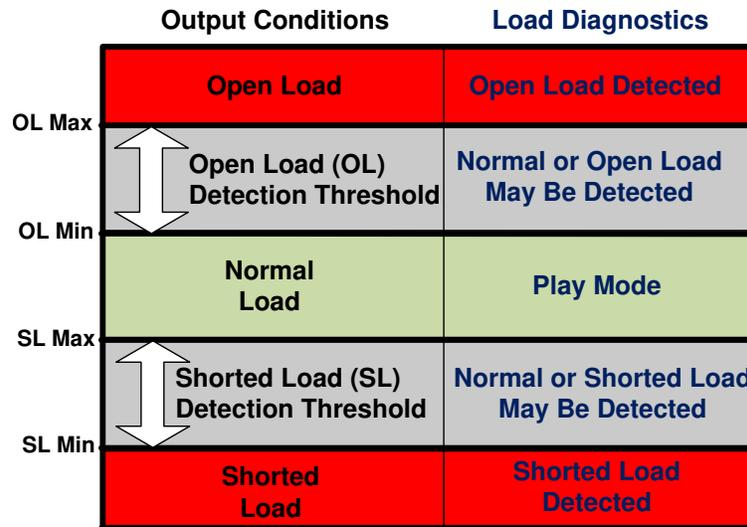 Output Conditions Load Diagnostics
Open Load Open Load Detected
OL Max
Open Load (OL)
Detection Threshold
Normal or Open Load
May Be Detected
OL Min
Normal
Load
Play Mode
SL Max
Shorted Load (SL)
Detection Threshold
Normal or Shorted Load
May Be Detected
SL Min
Shorted
Load
Shorted Load
Detected